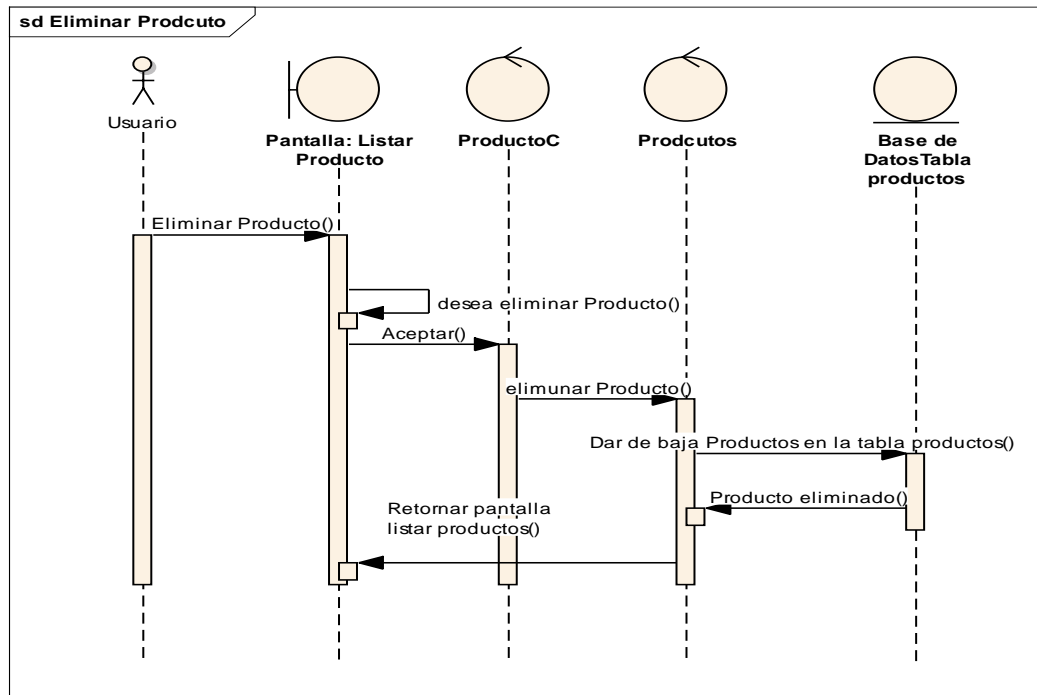 sd Eliminar Prodcuto
Usuario
Pantalla: Listar
Producto
ProductoC
Prodcutos
Base de
DatosTabla
productos
Eliminar Producto()
desea eliminar Producto()
Aceptar()
elimunar Producto()
Dar de baja Productos en la tabla productos()
Producto eliminado()
Retornar pantalla
listar productos()